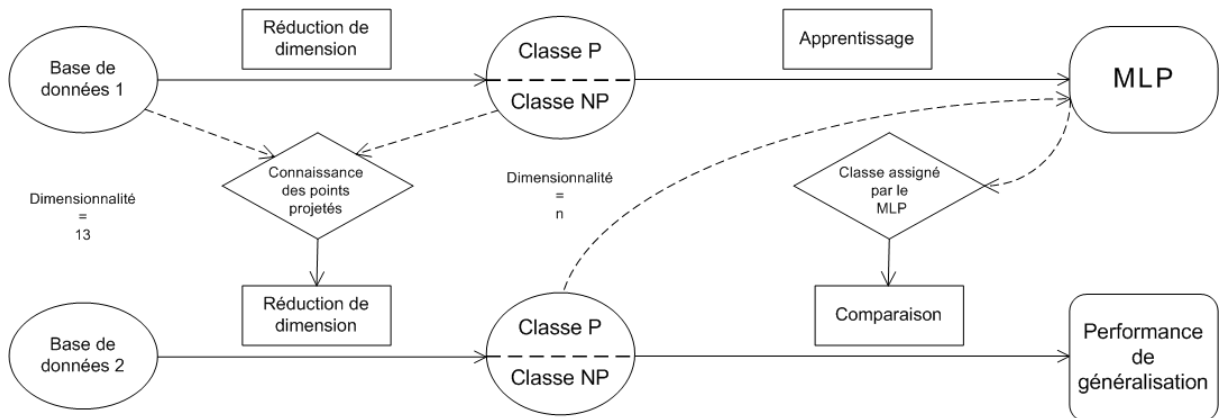 Réduction de
dimension
Apprentissage
Base de
données 1
Classe P
Classe NP
MLP
Connaissance
des points
projetés
Classe assigné
par le
MLP
Dimensionnalité
=
13
Dimensionnalité
=
n
Réduction de
dimension
Comparaison
Base de
données 2
Classe P
Classe NP
Performance
de
généralisation